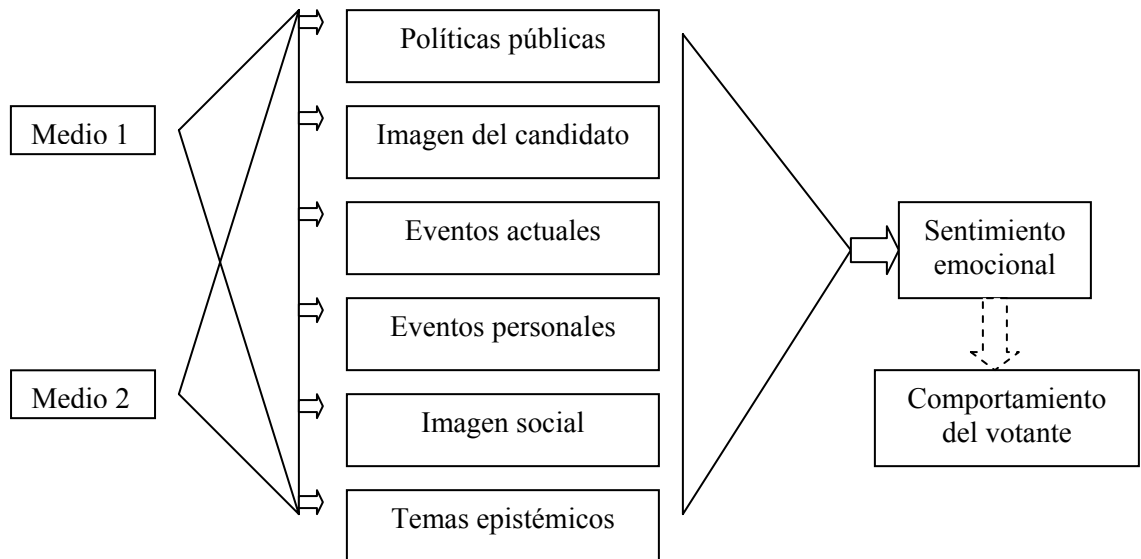 Medio 1
Medio 2
Políticas públicas
Imagen del candidato
Eventos actuales
Eventos personales
Imagen social
Temas epistémicos
Sentimiento
emocional
Comportamiento
del votante